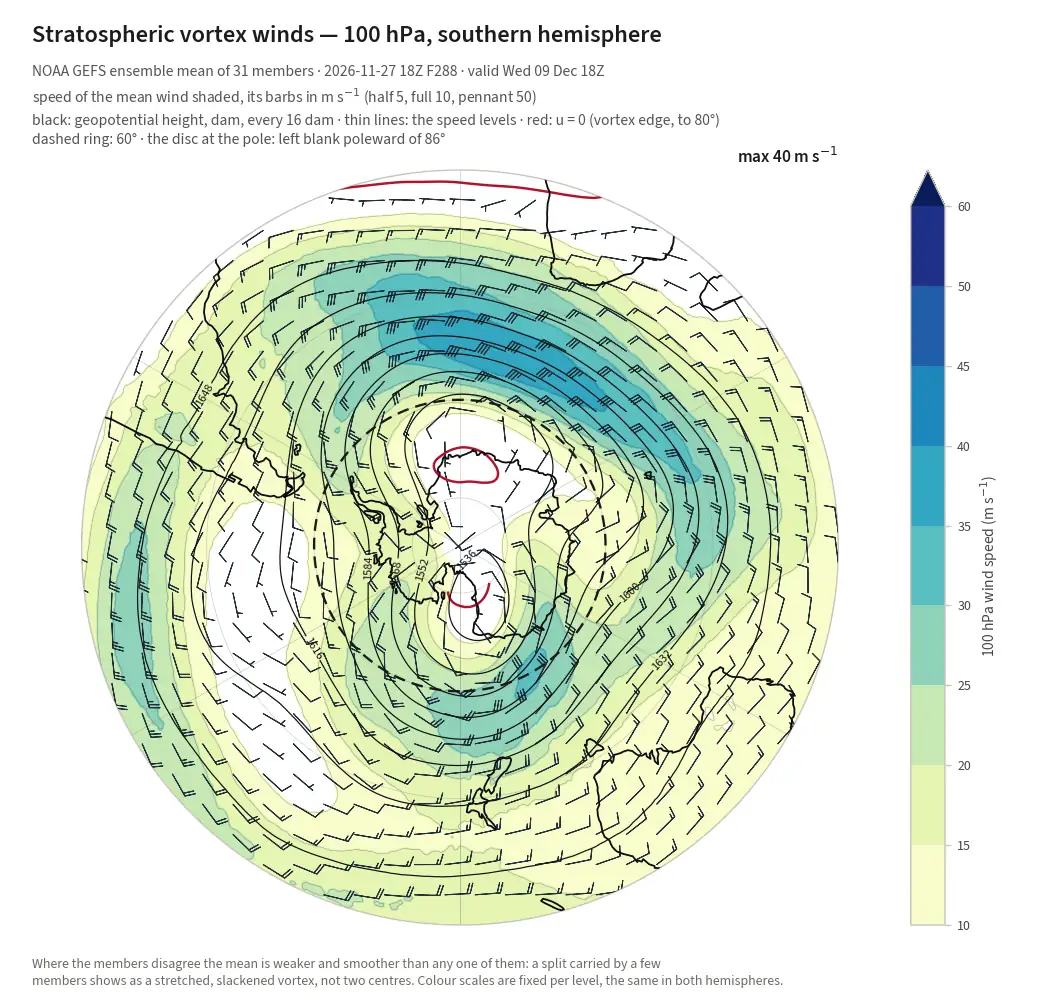 Stratospheric vortex winds — 100 hPa, southern hemisphere
NOAA GEFS ensemble mean of 31 members · 2026-11-27 18Z F288 · valid Wed 09 Dec 18Z
speed of the mean wind shaded, its barbs in m s⁻¹ (half 5, full 10, pennant 50)
black: geopotential height, dam, every 16 dam · thin lines: the speed levels · red: u = 0 (vortex edge, to 80°)
dashed ring: 60° · the disc at the pole: left blank poleward of 86°
max 40 m s⁻¹
60
50
45
40
35
30
25
20
15
10
100 hPa wind speed (m s⁻¹)
1648
1584
1568
1552
1536
1600
1616
1632
Where the members disagree the mean is weaker and smoother than any one of them: a split carried by a few
members shows as a stretched, slackened vortex, not two centres. Colour scales are fixed per level, the same in both hemispheres.